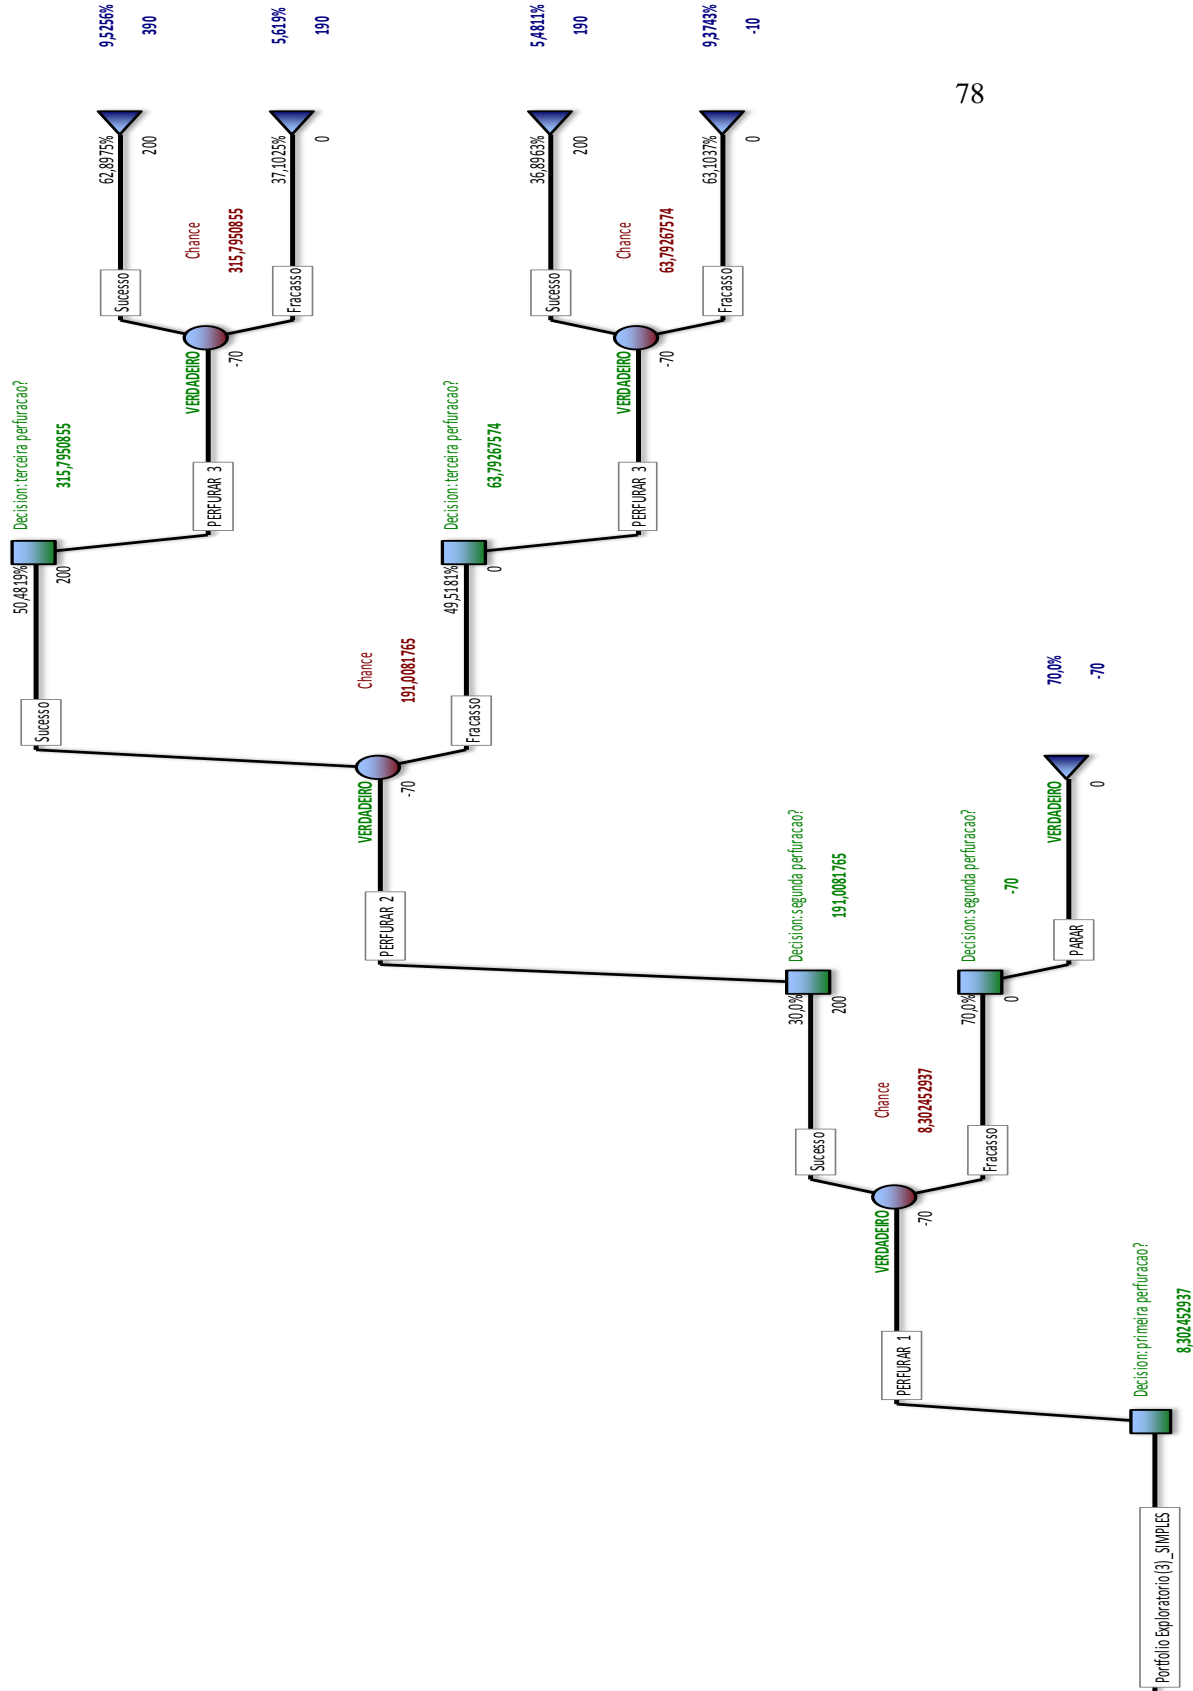 78
Portfolio Exploratorio (3)_SIMPLES
Decision: primeira perfuracao?
8,302452937
PERFURAR 1
VERDADEIRO
-70
Chance
8,302452937
Sucesso
30,0%
200
Decision: segunda perfuracao?
191,0081765
Fracasso
70,0%
0
Decision: segunda perfuracao?
-70
PARAR
VERDADEIRO
0
70,0%
-70
PERFURAR 2
VERDADEIRO
-70
Chance
191,0081765
Sucesso
50,4819%
200
Decision: terceira perfuracao?
315,7950855
PERFURAR 3
VERDADEIRO
-70
Chance
315,7950855
Sucesso
62,8975%
200
9,5256%
390
Fracasso
37,1025%
0
5,619%
190
Fracasso
49,5181%
0
Decision: terceira perfuracao?
63,79267574
PERFURAR 3
VERDADEIRO
-70
Chance
63,79267574
Sucesso
36,8963%
200
5,4811%
190
Fracasso
63,1037%
0
9,3743%
-10